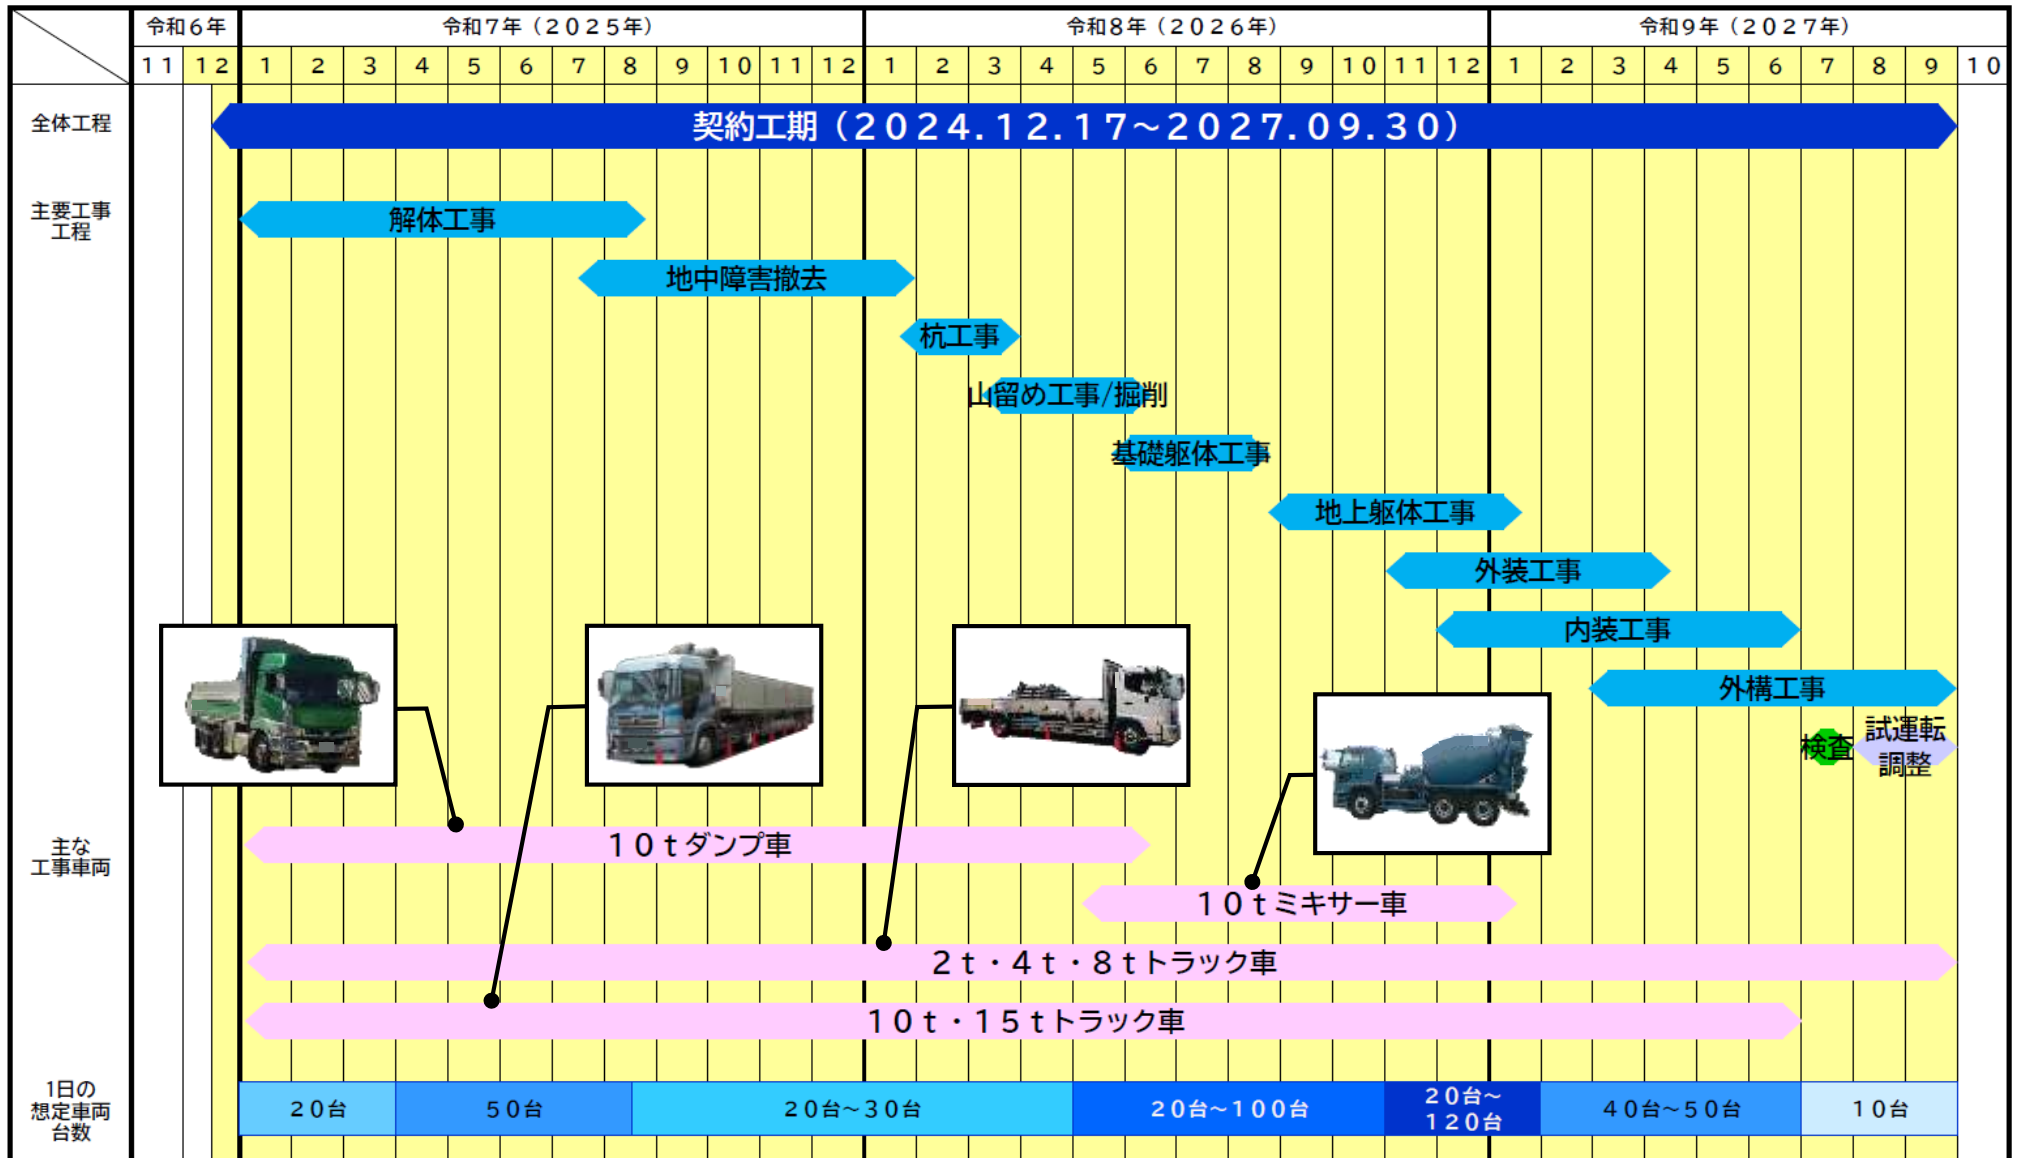 令和６年
令和７年（２０２５年）
令和８年（２０２６年）
令和９年（２０２７年）
１１ １２ １ ２ ３ ４ ５ ６ ７ ８ ９ １０ １１ １２ １ ２ ３ ４ ５ ６ ７ ８ ９ １０ １１ １２ １ ２ ３ ４ ５ ６ ７ ８ ９ １０
全体工程
契約工期（２０２４．１２．１７～２０２７．０９．３０）
主要工事
工程
解体工事
地中障害撤去
杭工事
山留め工事/掘削
基礎躯体工事
地上躯体工事
外装工事
内装工事
外構工事
検査
試運転
調整
主な
工事車両
１０ｔダンプ車
１０ｔミキサー車
２ｔ・４ｔ・８ｔトラック車
１０ｔ・１５ｔトラック車
1日の
想定車両
台数
２０台
５０台
２０台～３０台
２０台～１００台
２０台～
１２０台
４０台～５０台
１０台